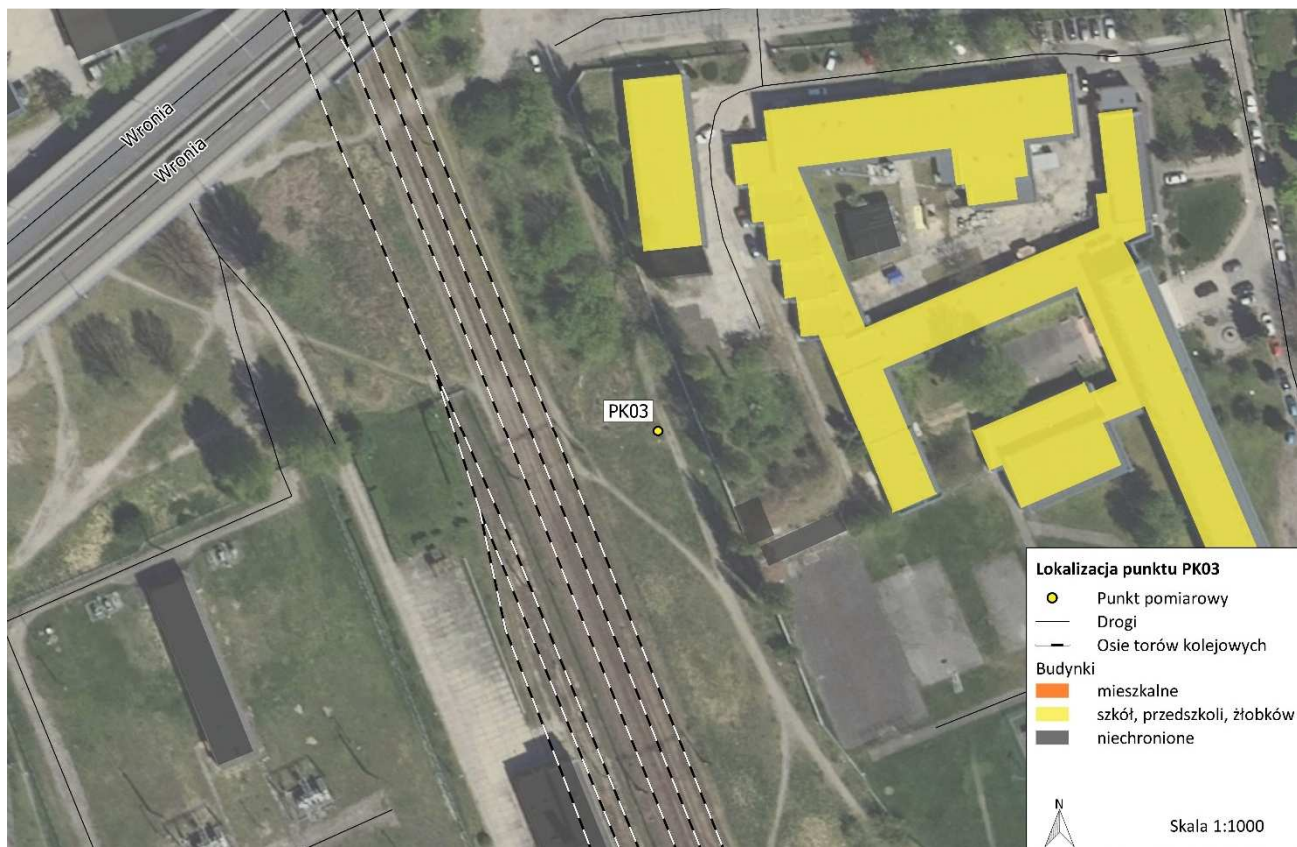 Wronia
Wronia
PK03
Lokalizacja punktu PK03
Punkt pomiarowy
Drogi
Osie torów kolejowych
Budynki
mieszkalne
szkół, przedszkoli, żłobków
niechronione
N
Skala 1:1000